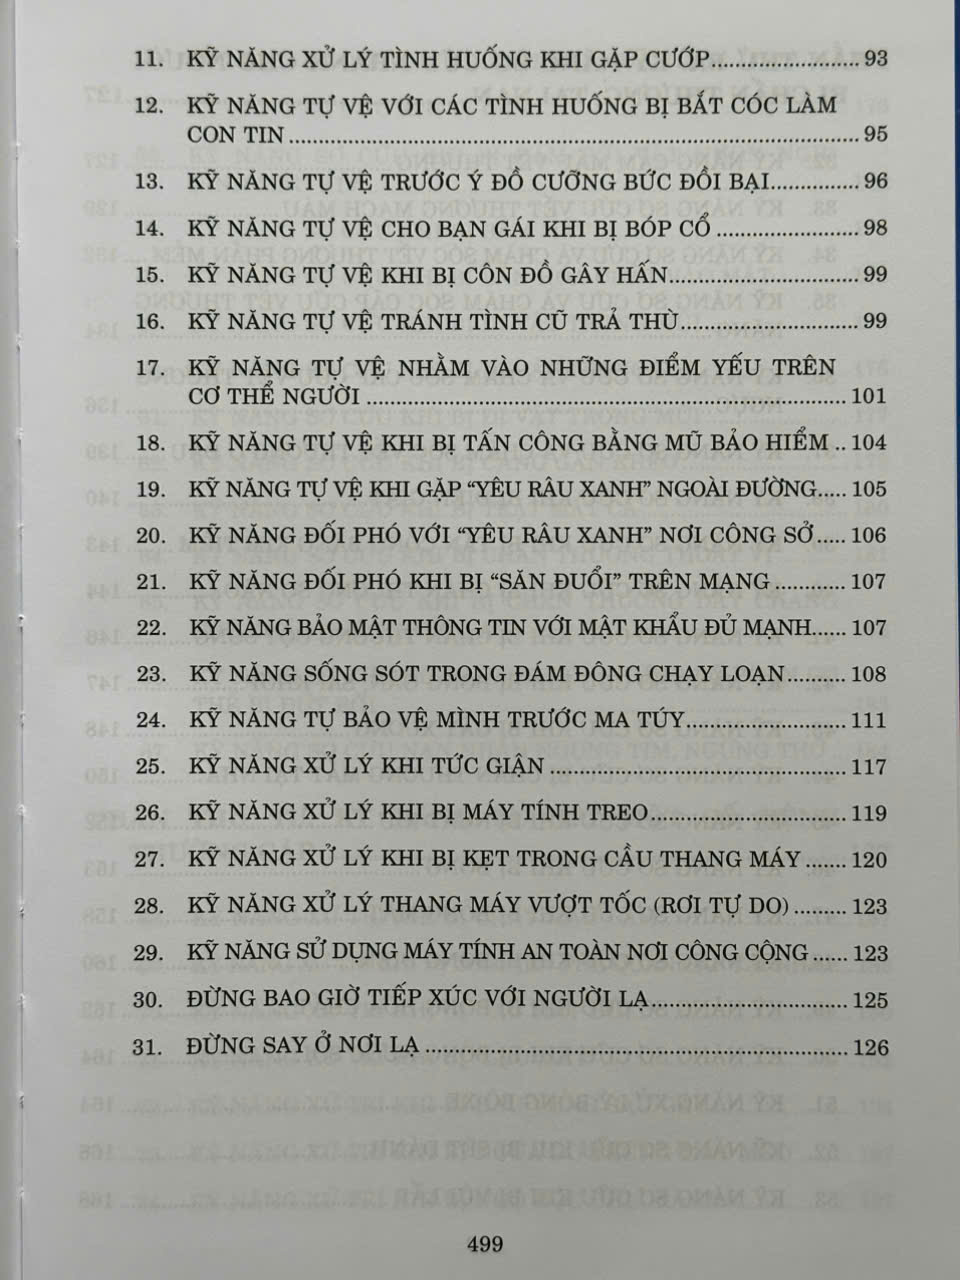 11. KỸ NĂNG XỬ LÝ TÌNH HUỐNG KHI GẶP CƯỚP........................ 93
12. KỸ NĂNG TỰ VỆ VỚI CÁC TÌNH HUỐNG BỊ BẮT CÓC LÀM
CON TIN ........................................................................................ 95
13. KỸ NĂNG TỰ VỆ TRƯỚC Ý ĐỒ CƯỠNG BỨC ĐỒI BẠI............... 96
14. KỸ NĂNG TỰ VỆ CHO BẠN GÁI KHI BỊ BÓP CỔ ........................ 98
15. KỸ NĂNG TỰ VỆ KHI BỊ CÔN ĐỒ GÂY HẤN............................... 99
16. KỸ NĂNG TỰ VỆ TRÁNH TÌNH CŨ TRẢ THÙ............................. 99
17. KỸ NĂNG TỰ VỆ NHẰM VÀO NHỮNG ĐIỂM YẾU TRÊN
CƠ THỂ NGƯỜI ............................................................................ 101
18. KỸ NĂNG TỰ VỆ KHI BỊ TẤN CÔNG BẰNG MŨ BẢO HIỂM .. 104
19. KỸ NĂNG TỰ VỆ KHI GẶP “YÊU RÂU XANH” NGOÀI ĐƯỜNG..... 105
20. KỸ NĂNG ĐỐI PHÓ VỚI “YÊU RÂU XANH” NƠI CÔNG SỞ ..... 106
21. KỸ NĂNG ĐỐI PHÓ KHI BỊ “SĂN ĐUỔI” TRÊN MẠNG ............ 107
22. KỸ NĂNG BẢO MẬT THÔNG TIN VỚI MẬT KHẨU ĐỦ MẠNH...... 107
23. KỸ NĂNG SỐNG SÓT TRONG ĐÁM ĐÔNG CHẠY LOẠN.......... 108
24. KỸ NĂNG TỰ BẢO VỆ MÌNH TRƯỚC MA TÚY.......................... 111
25. KỸ NĂNG XỬ LÝ KHI TỨC GIẬN ................................................. 117
26. KỸ NĂNG XỬ LÝ KHI BỊ MÁY TÍNH TREO................................. 119
27. KỸ NĂNG XỬ LÝ KHI BỊ KẸT TRONG CẦU THANG MÁY ....... 120
28. KỸ NĂNG XỬ LÝ THANG MÁY VƯỢT TỐC (RƠI TỰ DO) ......... 123
29. KỸ NĂNG SỬ DỤNG MÁY TÍNH AN TOÀN NƠI CÔNG CỘNG ...... 123
30. ĐỪNG BAO GIỜ TIẾP XÚC VỚI NGƯỜI LẠ................................ 125
31. ĐỪNG SAY Ở NƠI LẠ ...................................................................... 126
499